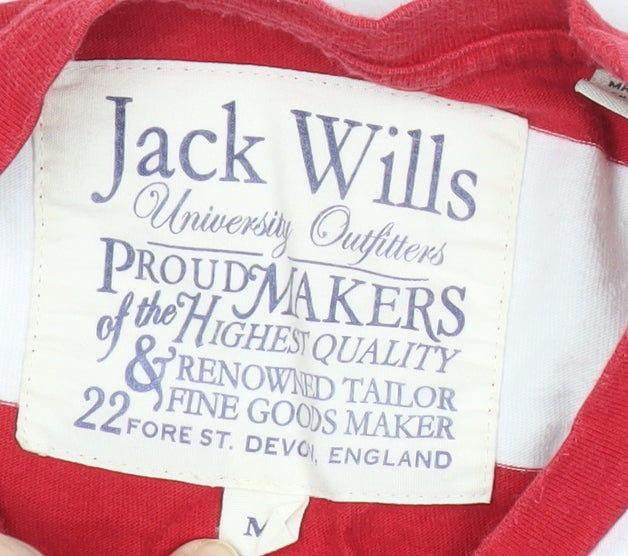 Jack Wills
University Outfitters
PROUD MAKERS
of the HIGHEST QUALITY
& RENOWNED TAILOR
FINE GOODS MAKER
22 FORE ST. DEVON, ENGLAND
M